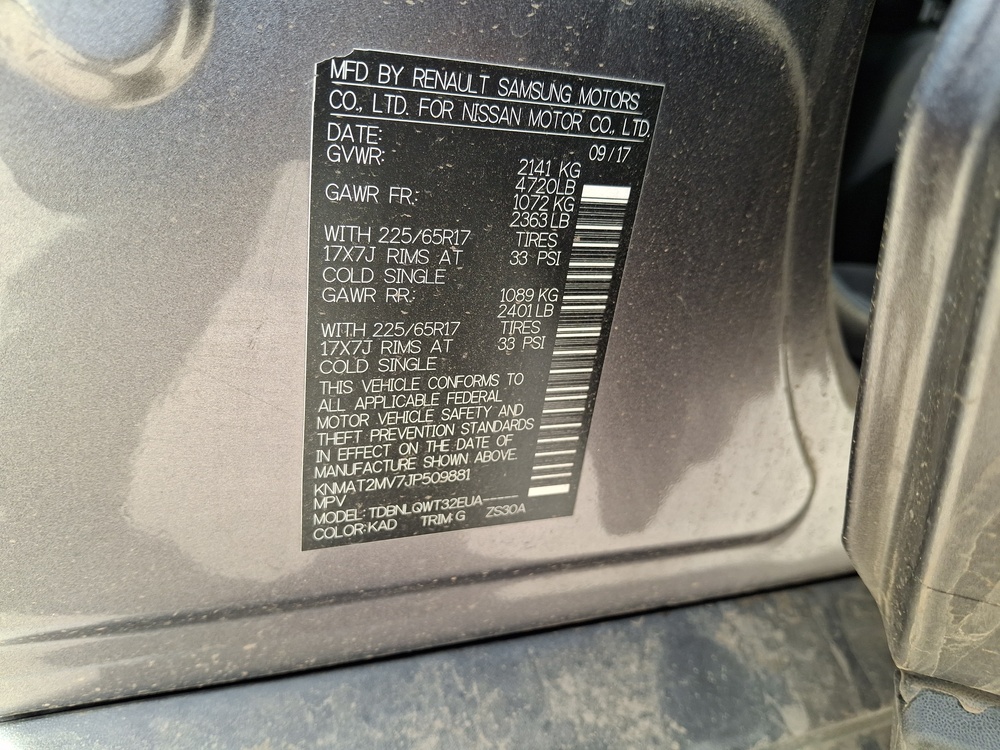 MFD BY RENAULT SAMSUNG MOTORS
CO., LTD. FOR NISSAN MOTOR CO., LTD.
DATE: 09/17
GVWR: 2141 KG
4720LB
GAWR FR: 1072 KG
2363 LB
WITH 225/65R17 TIRES
17X7J RIMS AT 33 PSI
COLD SINGLE
GAWR RR: 1089 KG
2401 LB
WITH 225/65R17 TIRES
17X7J RIMS AT 33 PSI
COLD SINGLE
THIS VEHICLE CONFORMS TO
ALL APPLICABLE FEDERAL
MOTOR VEHICLE SAFETY AND
THEFT PREVENTION STANDARDS
IN EFFECT ON THE DATE OF
MANUFACTURE SHOWN ABOVE.
KNMAT2MV7JP509881
MPV
MODEL: TDBNLQWT32EUA-----
COLOR: KAD TRIM: G ZS30A